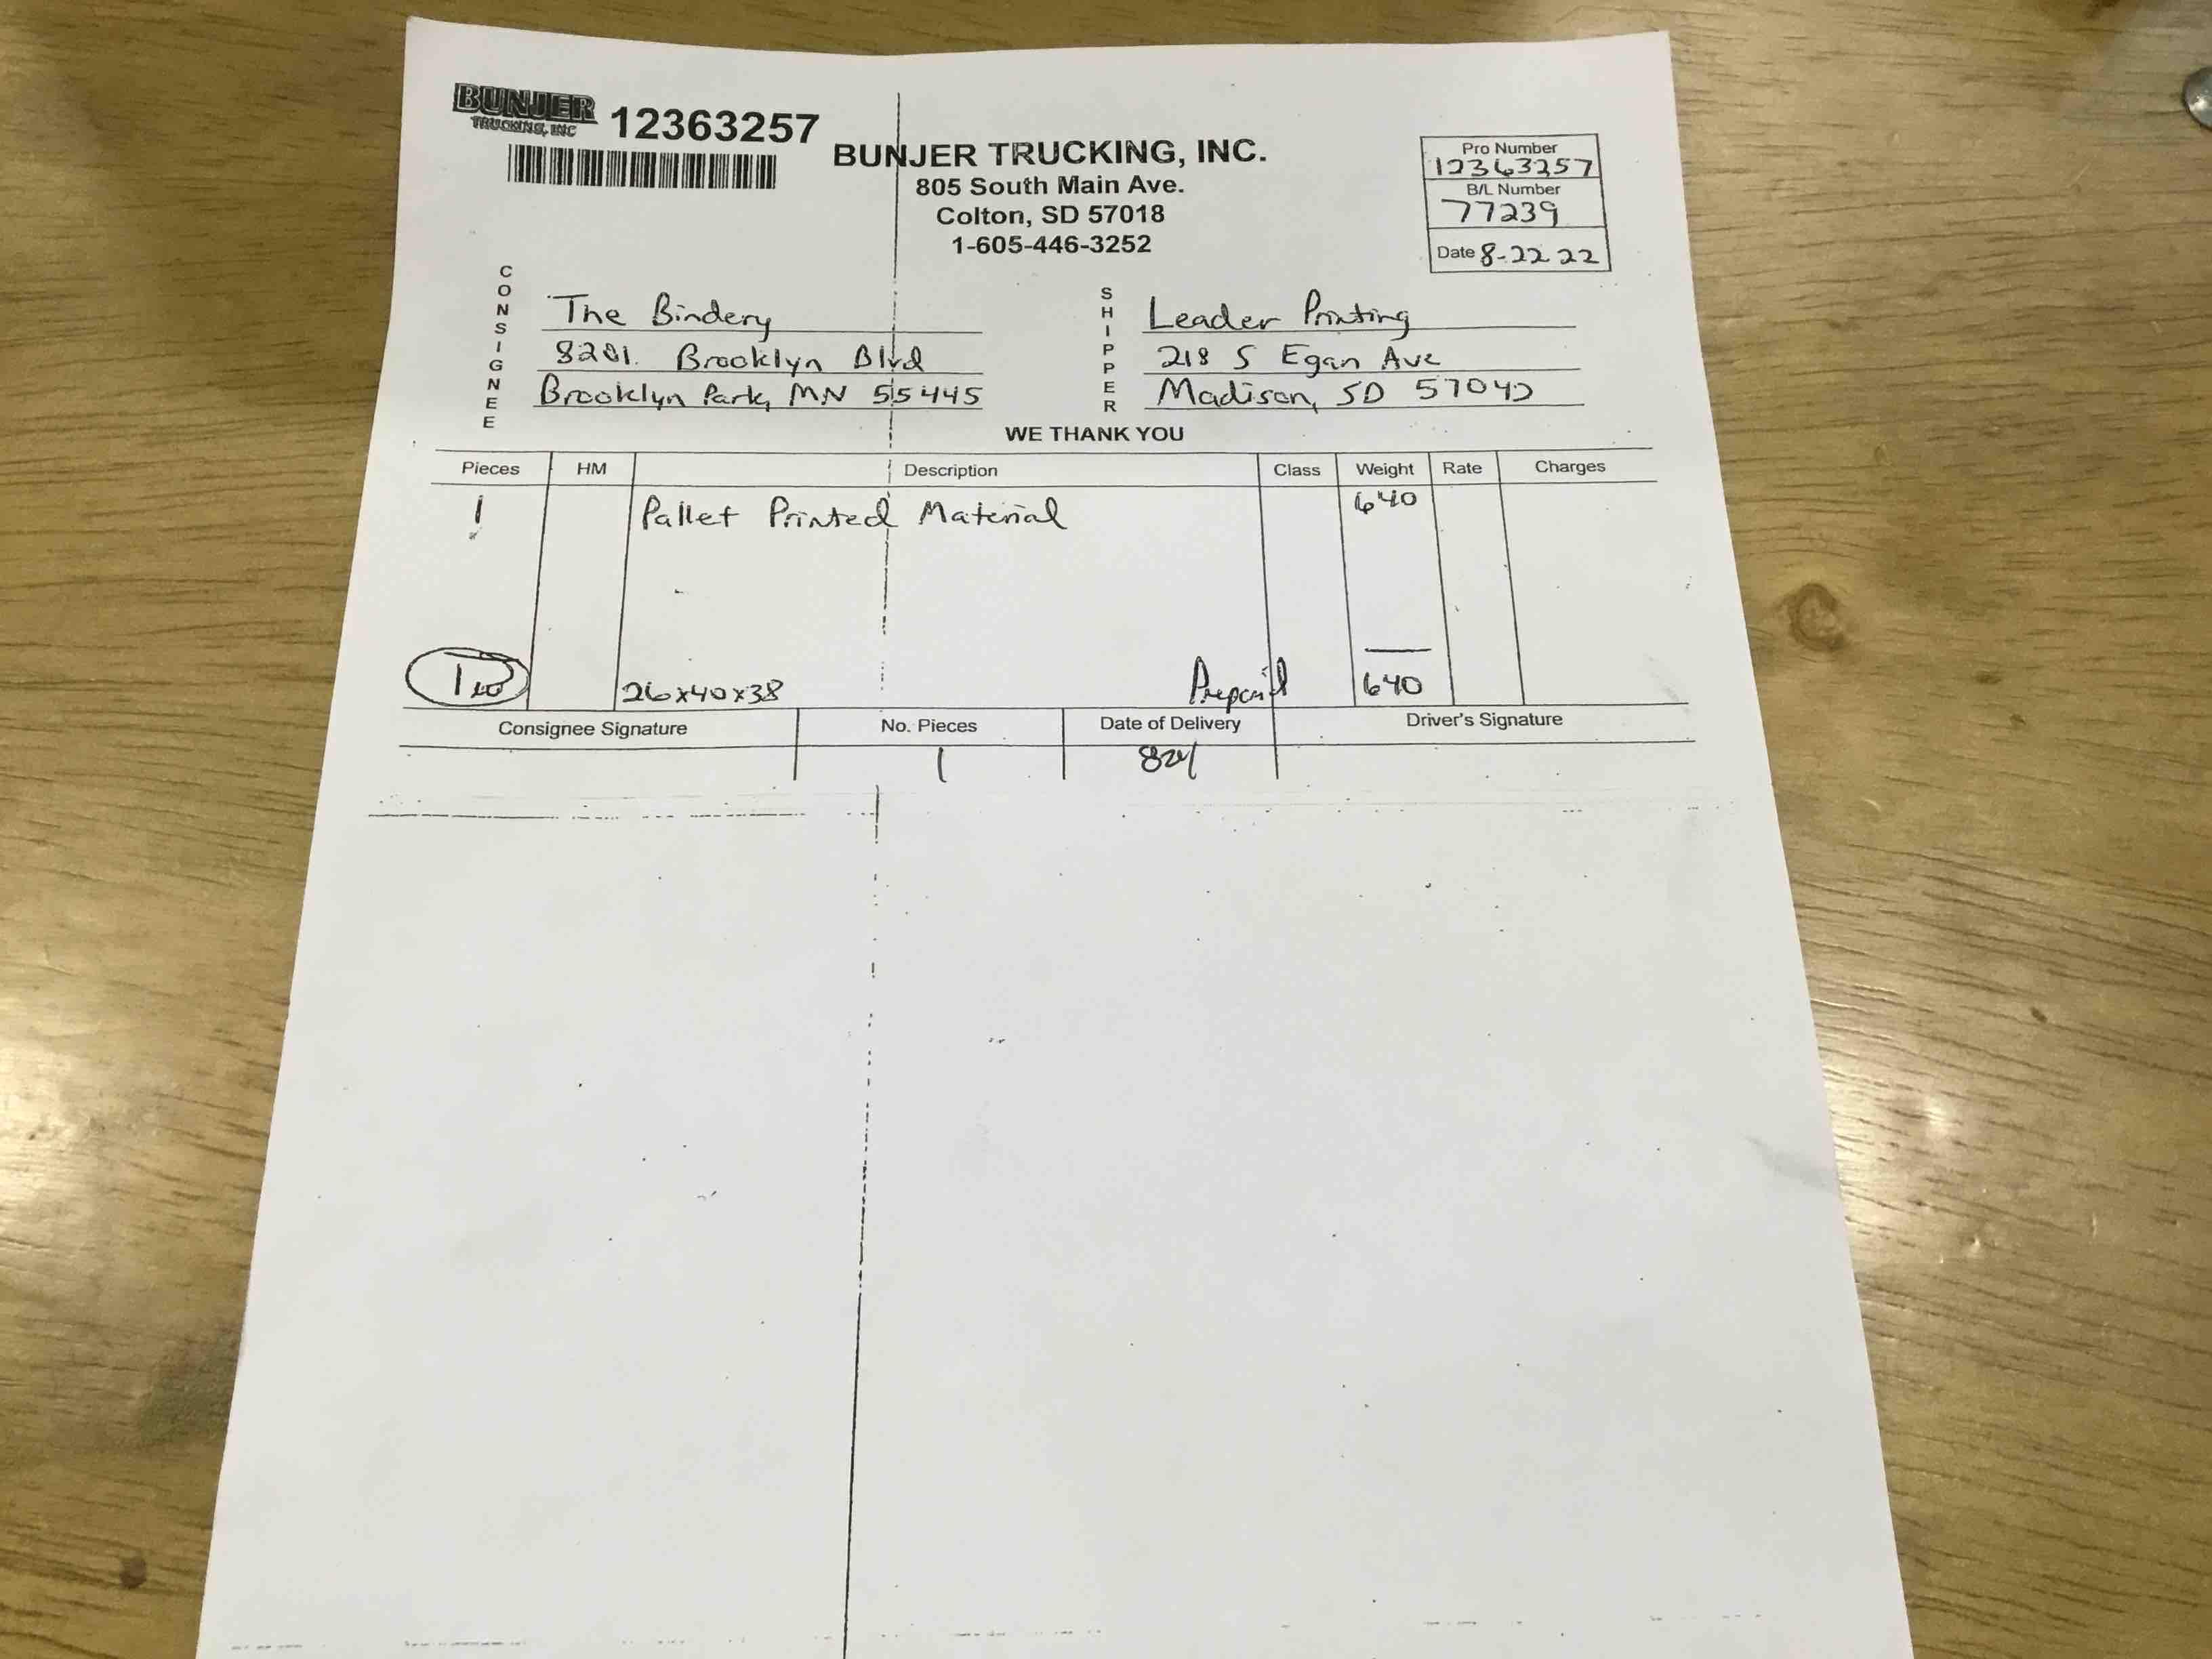 BUNJER
TRUCKING, INC
12363257
BUNJER TRUCKING, INC.
805 South Main Ave.
Colton, SD 57018
1-605-446-3252
Pro Number
12363257
B/L Number
77239
Date 8-22 22
CONSIGNEE
The Bindery
8201. Brooklyn Blvd
Brooklyn Park, MN 55445
SHIPPER
Leader Printing
218 S Egan Ave
Madison, SD 57042
WE THANK YOU
Pieces HM Description Class Weight Rate Charges
1 Pallet Printed Material 640
1 26x40x38 Prepaid 640
Consignee Signature No. Pieces Date of Delivery Driver's Signature
1 824